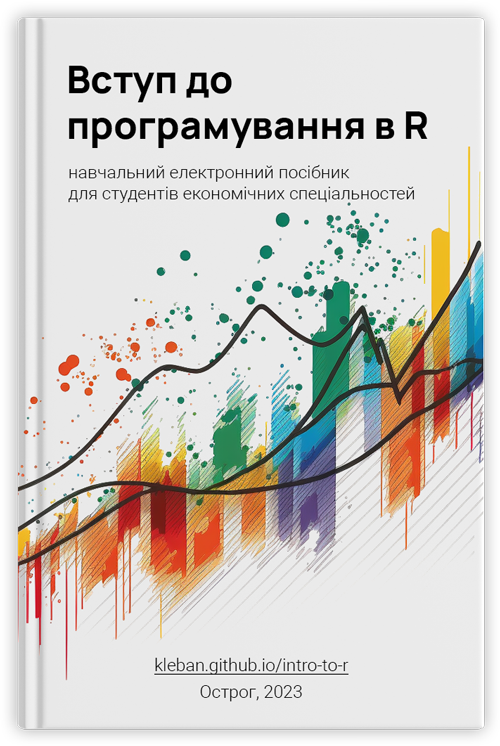 Вступ до
програмування в R
навчальний електронний посібник
для студентів економічних спеціальностей
kleban.github.io/intro-to-r
Острог, 2023